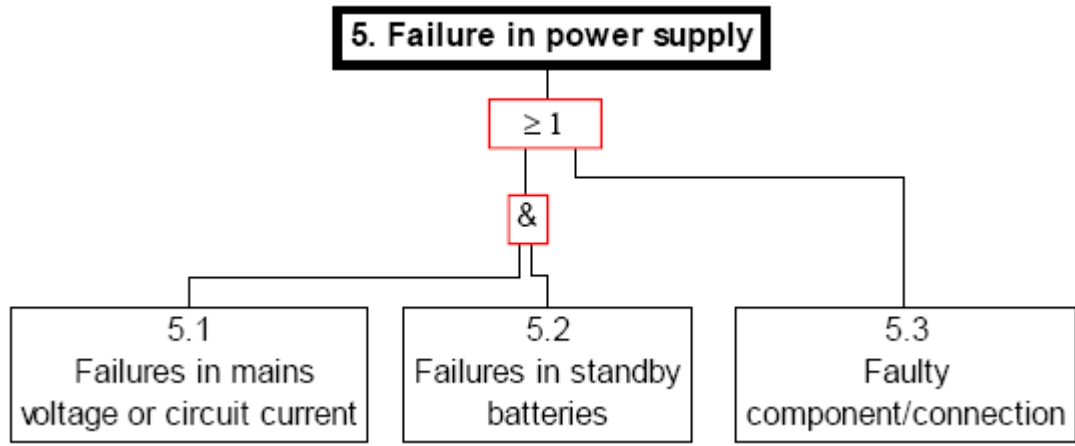 5. Failure in power supply
≥ 1
&
5.1
Failures in mains
voltage or circuit current
5.2
Failures in standby
batteries
5.3
Faulty
component/connection